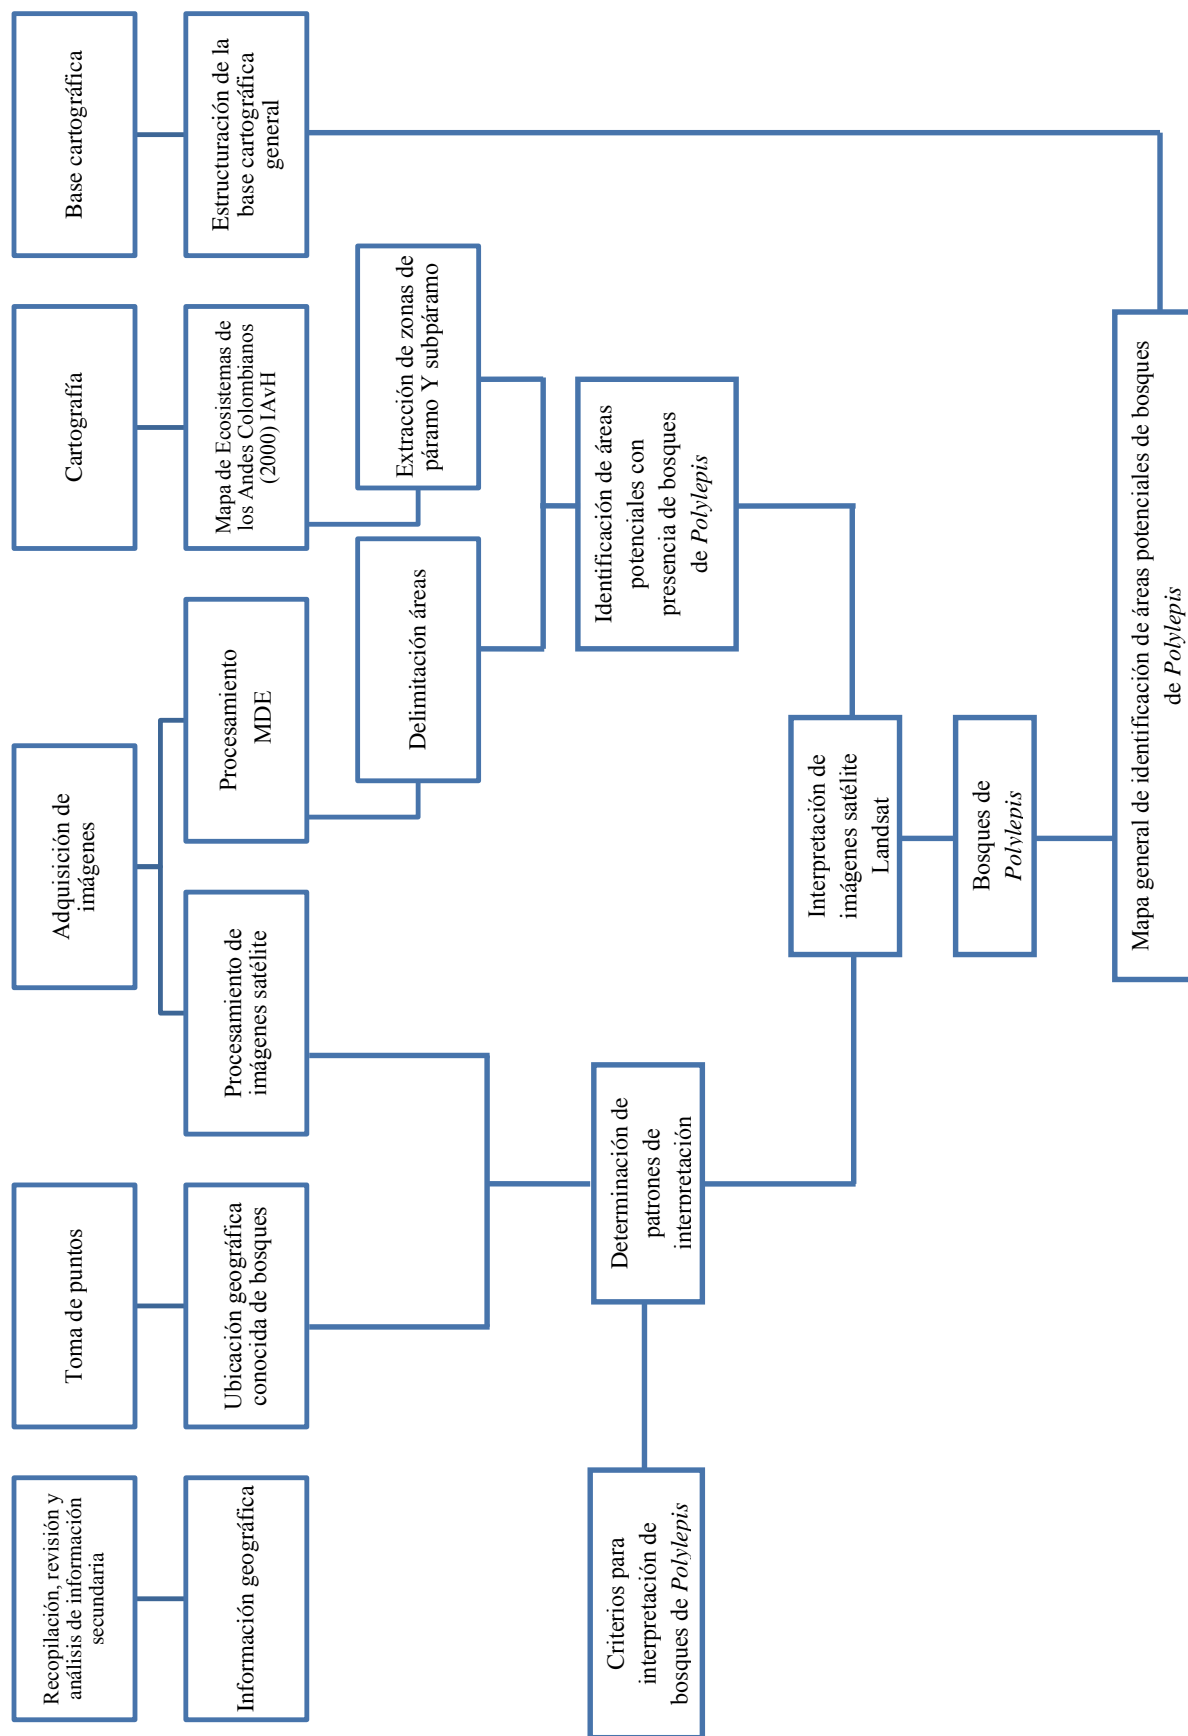 Recopilación, revisión y
análisis de información
secundaria
Toma de puntos
Adquisición de
imágenes
Cartografía
Base cartográfica
Información geográfica
Ubicación geográfica
conocida de bosques
Procesamiento de
imágenes satélite
Procesamiento
MDE
Mapa de Ecosistemas de
los Andes Colombianos
(2000) IAvH
Estructuración de la
base cartográfica
general
Delimitación áreas
Extracción de zonas de
páramo Y subpáramo
Criterios para
interpretación de
bosques de Polylepis
Determinación de
patrones de
interpretación
Identificación de áreas
potenciales con
presencia de bosques
de Polylepis
Interpretación de
imágenes satélite
Landsat
Bosques de
Polylepis
Mapa general de identificación de áreas potenciales de bosques
de Polylepis